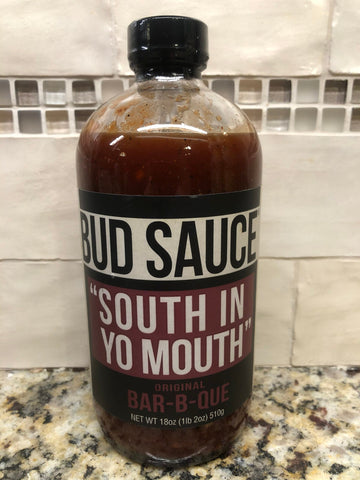 BUD SAUCE
"SOUTH IN
YO MOUTH"
ORIGINAL
BAR-B-QUE
NET WT 18oz (1lb 2oz) 510g